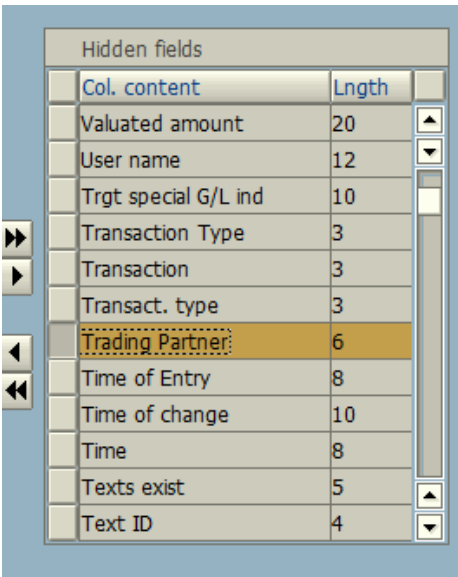 Hidden fields
Col. content Lngth
Valuated amount 20
User name 12
Trgt special G/L ind 10
Transaction Type 3
Transaction 3
Transact. type 3
Trading Partner 6
Time of Entry 8
Time of change 10
Time 8
Texts exist 5
Text ID 4